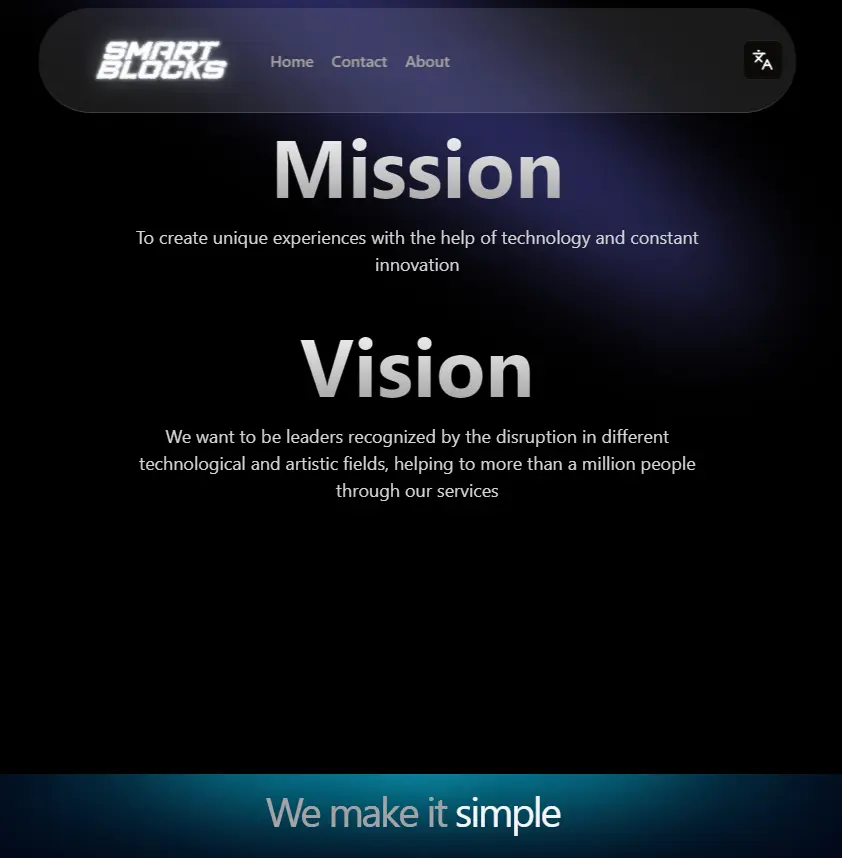 SMART
BLOCKS
Home Contact About
Mission
To create unique experiences with the help of technology and constant
innovation
Vision
We want to be leaders recognized by the disruption in different
technological and artistic fields, helping to more than a million people
through our services
We make it simple